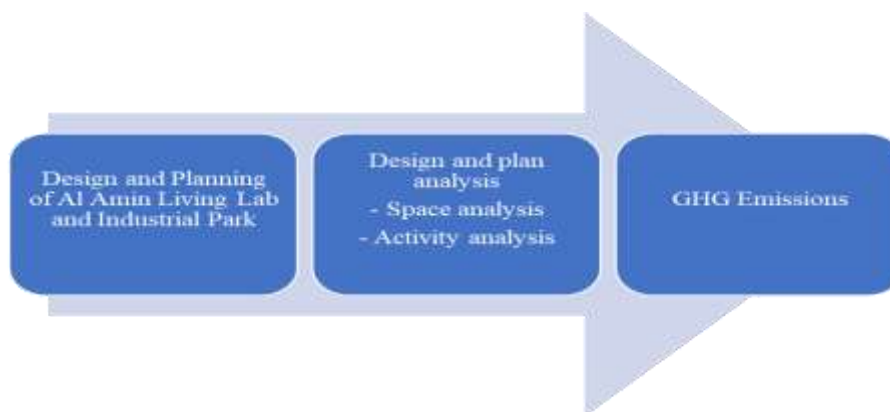 Design and Planning
of Al Amin Living Lab
and Industrial Park
Design and plan
analysis
- Space analysis
- Activity analysis
GHG Emissions